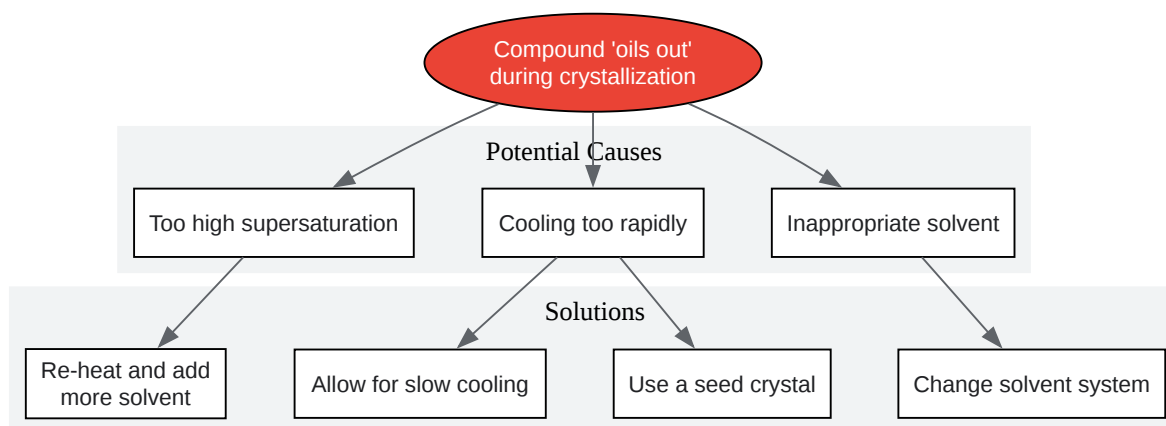 Compound 'oils out'
during crystallization
Potential Causes
Too high supersaturation
Cooling too rapidly
Inappropriate solvent
Solutions
Re-heat and add
more solvent
Allow for slow cooling
Use a seed crystal
Change solvent system